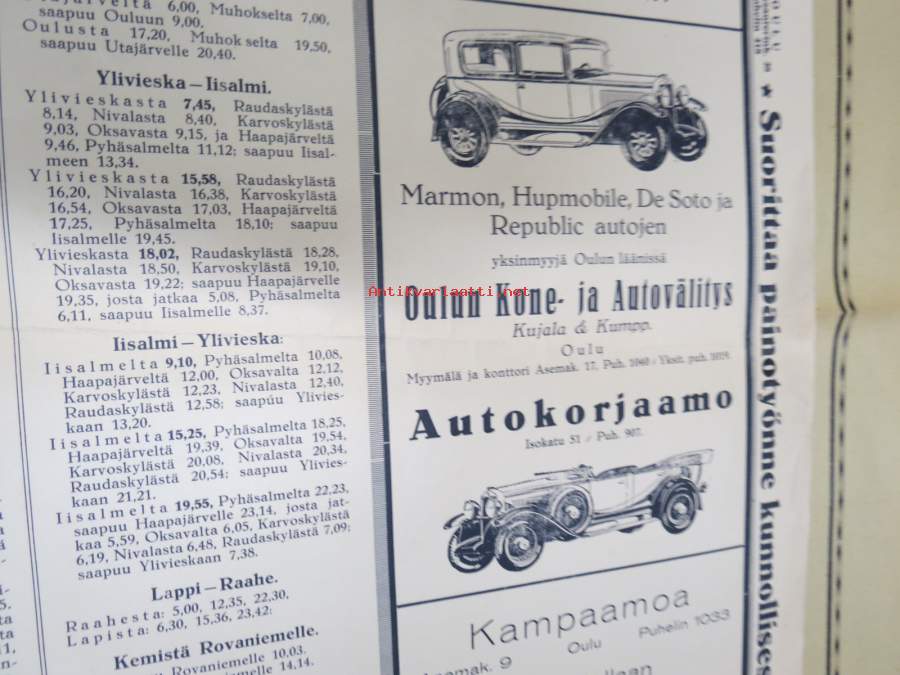 6,00, Muhokselta 7,00,
saapuu Ouluun 9,00.
Oulusta 17,20, Muhokselta 19,50,
saapuu Utajärvelle 20,40.
Ylivieska—Iisalmi.
Ylivieskasta 7,45, Raudaskylästä
8,14, Nivalasta 8,40, Karvoskylästä
9,03, Oksavasta 9,15, ja Haapajärveltä
9,46, Pyhäsalmelta 11,12; saapuu Iisal-
meen 13,34.
Ylivieskasta 15,58, Raudaskylästä
16,20, Nivalasta 16,38, Karvoskylästä
16,54, Oksavasta 17,03, Haapajärveltä
17,25, Pyhäsalmelta 18,10; saapuu
Iisalmelle 19,45.
Ylivieskasta 18,02, Raudaskylästä 18,28,
Nivalasta 18,50, Karvoskylästä 19,10,
Oksavasta 19,22; saapuu Haapajärvelle
19,35, josta jatkaa 5,08, Pyhäsalmelta
6,11, saapuu Iisalmelle 8,37.
Iisalmi—Ylivieska:
Iisalmelta 9,10, Pyhäsalmelta 10,08,
Haapajärveltä 12,00, Oksavalta 12,12,
Karvoskylästä 12,23, Nivalasta 12,40,
Raudaskylästä 12,58; saapuu Ylivies-
kaan 13,20.
Iisalmelta 15,25, Pyhäsalmelta 18,25,
Haapajärveltä 19,39, Oksavalta 19,54,
Karvoskylästä 20,08, Nivalasta 20,34,
Raudaskylästä 20,54; saapuu Ylivies-
kaan 21,21.
Iisalmelta 19,55, Pyhäsalmelta 22,23,
saapuu Haapajärvelle 23,14, josta jat-
kaa 5,59, Oksavalta 6,05, Karvoskylästä
6,19, Nivalasta 6,48, Raudaskylästä 7,09;
saapuu Ylivieskaan 7,38.
Lappi—Raahe.
Raahesta: 5,00, 12,35, 22,30,
Lapista: 6,30, 15,36, 23,42:
Kemistä Rovaniemelle.
Rovaniemelle 10,03.
14,14.
Marmon, Hupmobile, De Soto ja
Republic autojen
yksinmyyjä Oulun läänissä
Oulun Kone- ja Autovälitys
Kujala & Kumpp.
Oulu
Myymälä ja konttori Asemak. 17. Puh. 1040 / Yksit. puh. 1019.
Autokorjaamo
Isokatu 51 / Puh. 907.
Kampaamoa
Asemak. 9 Oulu Puhelin 1033
★ Suorittaa painotyönne kunnollises
Antikvariaatti.net